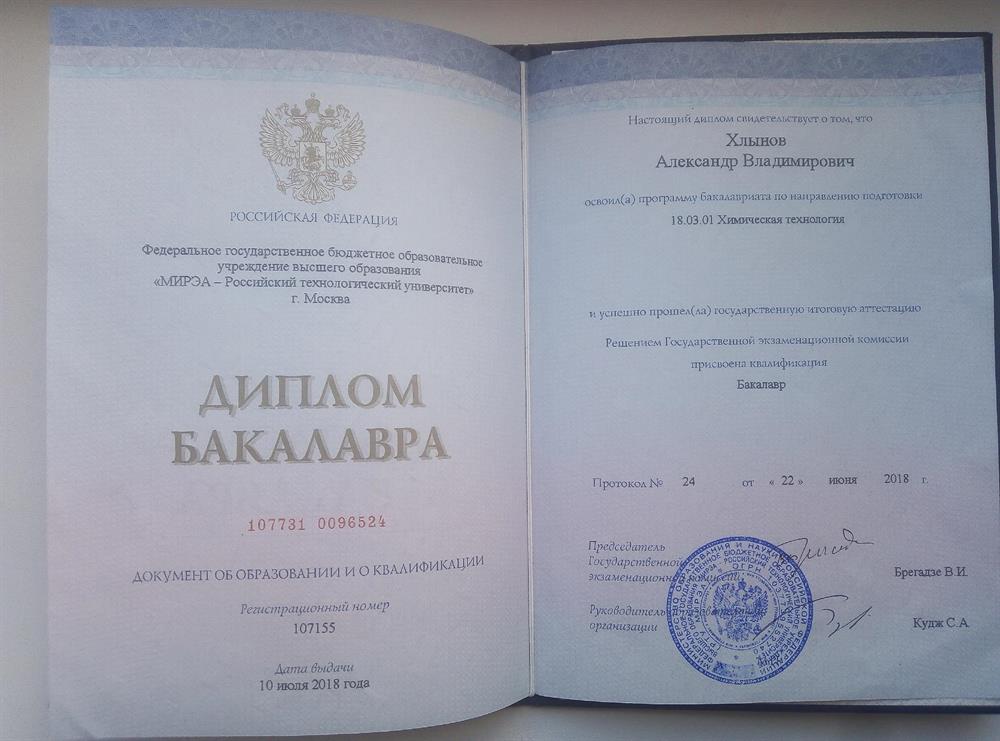 РОССИЙСКАЯ ФЕДЕРАЦИЯ
Федеральное государственное бюджетное образовательное
учреждение высшего образования
«МИРЭА – Российский технологический университет»
г. Москва
ДИПЛОМ
БАКАЛАВРА
107731 0096524
ДОКУМЕНТ ОБ ОБРАЗОВАНИИ И О КВАЛИФИКАЦИИ
Регистрационный номер
107155
Дата выдачи
10 июля 2018 года
Настоящий диплом свидетельствует о том, что
Хлынов
Александр Владимирович
освоил(а) программу бакалавриата по направлению подготовки
18.03.01 Химическая технология
и успешно прошел(ла) государственную итоговую аттестацию
Решением Государственной экзаменационной комиссии
присвоена квалификация
Бакалавр
Протокол № 24 от « 22 » июня 2018 г.
Председатель
Государственной
экзаменационной комиссии
Брегадзе В.И.
Руководитель образовательной
организации
Кудж С.А.